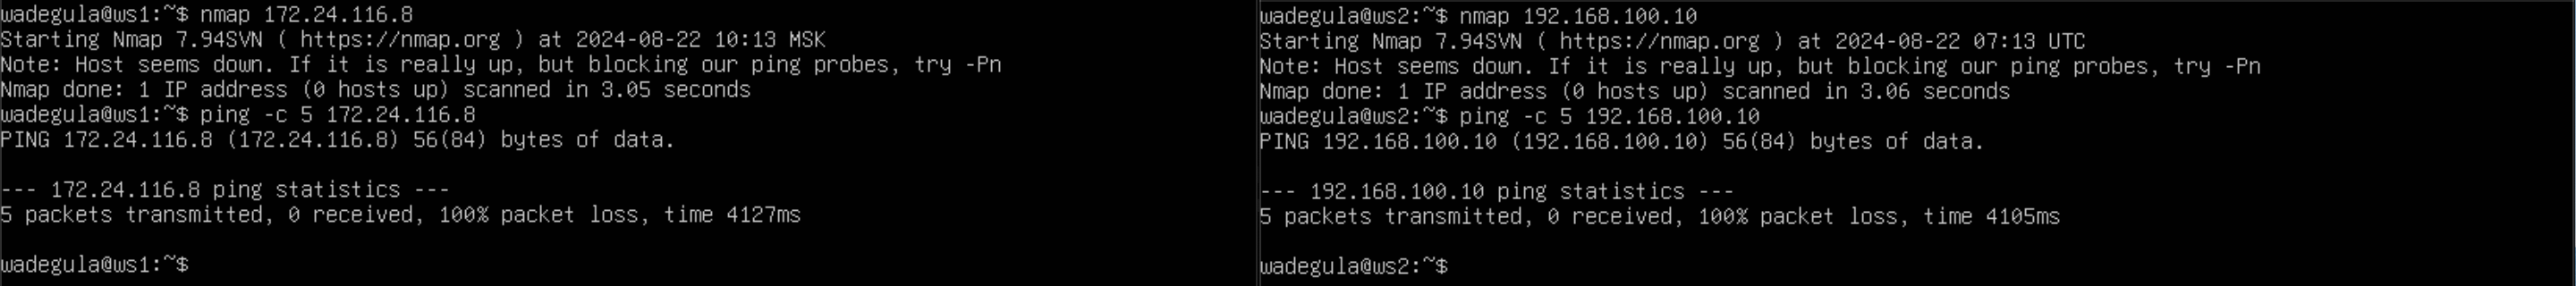 wadegula@ws1:~$ nmap 172.24.116.8
Starting Nmap 7.94SVN ( https://nmap.org ) at 2024-08-22 10:13 MSK
Note: Host seems down. If it is really up, but blocking our ping probes, try -Pn
Nmap done: 1 IP address (0 hosts up) scanned in 3.05 seconds
wadegula@ws1:~$ ping -c 5 172.24.116.8
PING 172.24.116.8 (172.24.116.8) 56(84) bytes of data.
--- 172.24.116.8 ping statistics ---
5 packets transmitted, 0 received, 100% packet loss, time 4127ms
wadegula@ws1:~$
wadegula@ws2:~$ nmap 192.168.100.10
Starting Nmap 7.94SVN ( https://nmap.org ) at 2024-08-22 07:13 UTC
Note: Host seems down. If it is really up, but blocking our ping probes, try -Pn
Nmap done: 1 IP address (0 hosts up) scanned in 3.06 seconds
wadegula@ws2:~$ ping -c 5 192.168.100.10
PING 192.168.100.10 (192.168.100.10) 56(84) bytes of data.
--- 192.168.100.10 ping statistics ---
5 packets transmitted, 0 received, 100% packet loss, time 4105ms
wadegula@ws2:~$